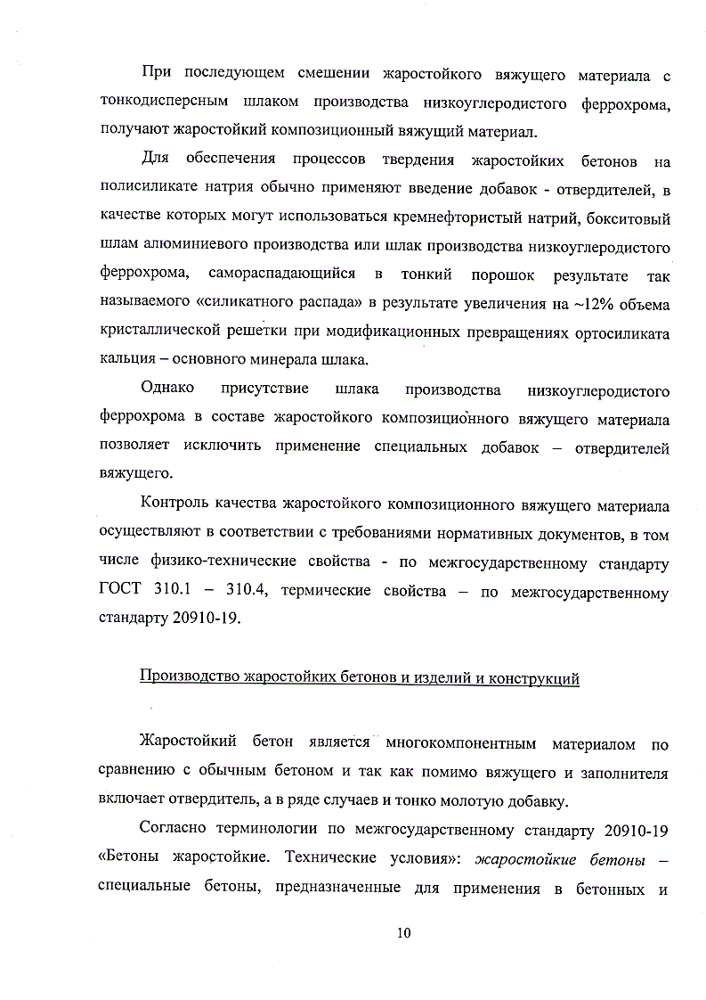 При последующем смешении жаростойкого вяжущего материала с
тонкодисперсным шлаком производства низкоуглеродистого феррохрома,
получают жаростойкий композиционный вяжущий материал.
Для обеспечения процессов твердения жаростойких бетонов на
полисиликате натрия обычно применяют введение добавок - отвердителей, в
качестве которых могут использоваться кремнефтористый натрий, бокситовый
шлам алюминиевого производства или шлак производства низкоуглеродистого
феррохрома, самораспадающийся в тонкий порошок результате так
называемого «силикатного распада» в результате увеличения на ~12% объема
кристаллической решетки при модификационных превращениях ортосиликата
кальция – основного минерала шлака.
Однако присутствие шлака производства низкоуглеродистого
феррохрома в составе жаростойкого композиционного вяжущего материала
позволяет исключить применение специальных добавок – отвердителей
вяжущего.
Контроль качества жаростойкого композиционного вяжущего материала
осуществляют в соответствии с требованиями нормативных документов, в том
числе физико-технические свойства - по межгосударственному стандарту
ГОСТ 310.1 – 310.4, термические свойства – по межгосударственному
стандарту 20910-19.
Производство жаростойких бетонов и изделий и конструкций
Жаростойкий бетон является многокомпонентным материалом по
сравнению с обычным бетоном и так как помимо вяжущего и заполнителя
включает отвердитель, а в ряде случаев и тонко молотую добавку.
Согласно терминологии по межгосударственному стандарту 20910-19
«Бетоны жаростойкие. Технические условия»: жаростойкие бетоны –
специальные бетоны, предназначенные для применения в бетонных и
10